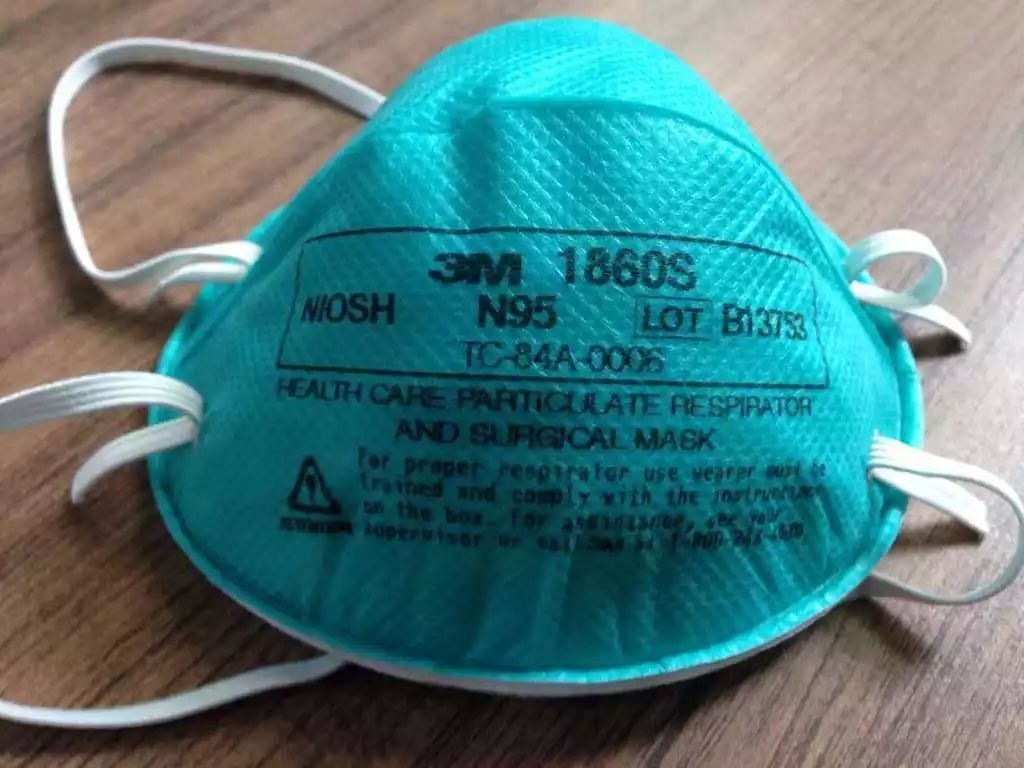 3M 1860S
NIOSH N95 LOT B13753
TC-84A-0006
HEALTH CARE PARTICULATE RESPIRATOR
AND SURGICAL MASK
For proper respirator use wearer must be
trained and comply with the instructions
on the box. For assistance, see your
supervisor or call 3M at